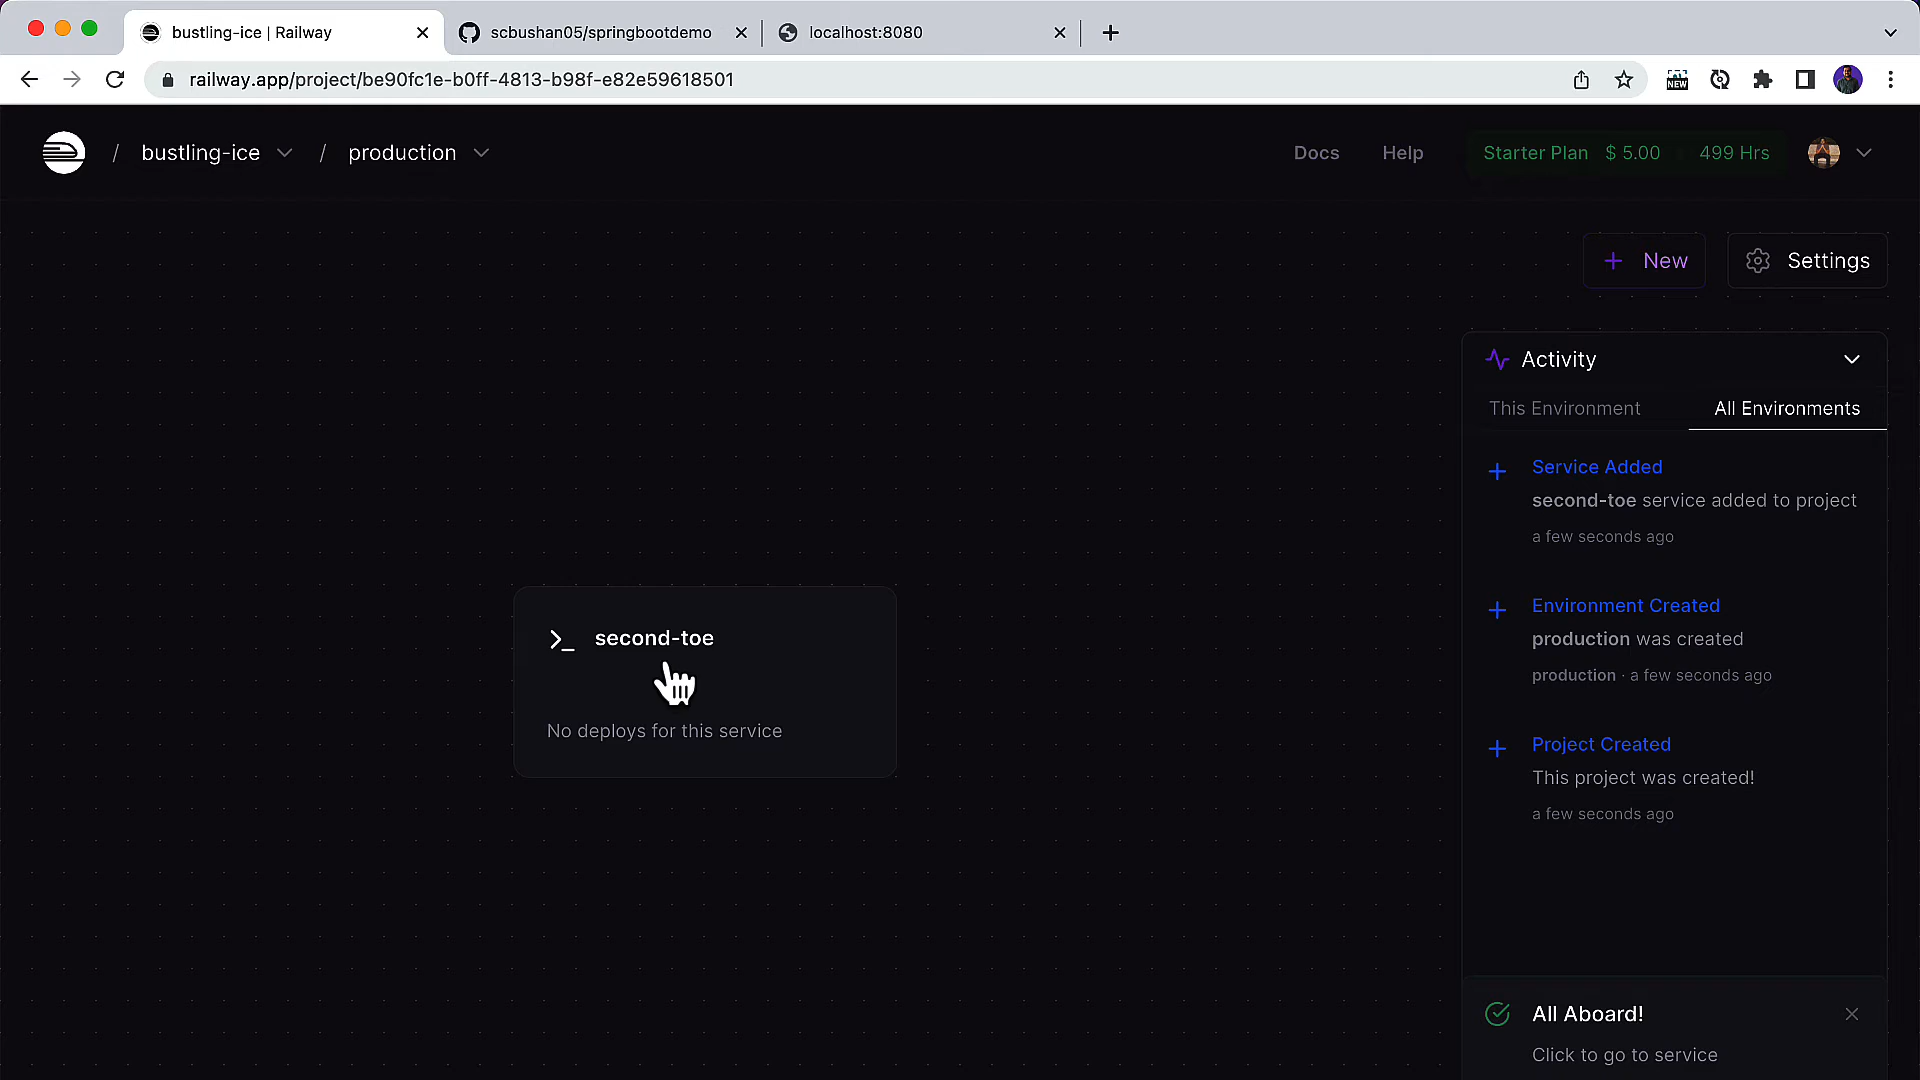 bustling-ice | Railway
scbushan05/springbootdemo
localhost:8080
railway.app/project/be90fc1e-b0ff-4813-b98f-e82e59618501
NEW
/ bustling-ice / production
Docs
Help
Starter Plan $ 5.00 499 Hrs
+ New
Settings
Activity
This Environment
All Environments
Service Added
second-toe service added to project
a few seconds ago
Environment Created
production was created
production · a few seconds ago
Project Created
This project was created!
a few seconds ago
second-toe
No deploys for this service
All Aboard!
Click to go to service